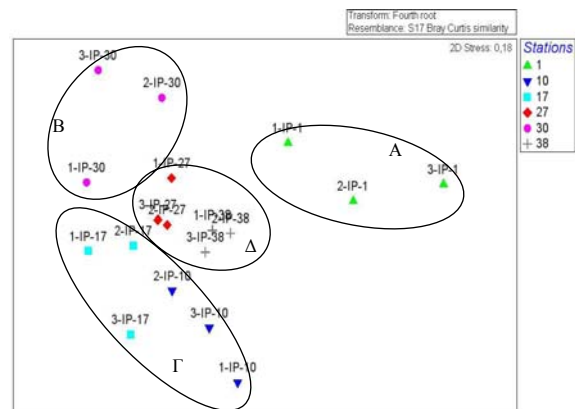 Transform: Fourth root
Resemblance: S17 Bray Curtis similarity
2D Stress: 0,18
Stations
1
10
17
27
30
38
3-IP-30
2-IP-30
B
1-IP-1
A
1-IP-30
1-IP-27
3-IP-1
2-IP-1
3-IP-27
2-IP-27
1-IP-38
2-IP-38
3-IP-38
Δ
1-IP-17
2-IP-17
2-IP-10
3-IP-17
3-IP-10
Γ
1-IP-10